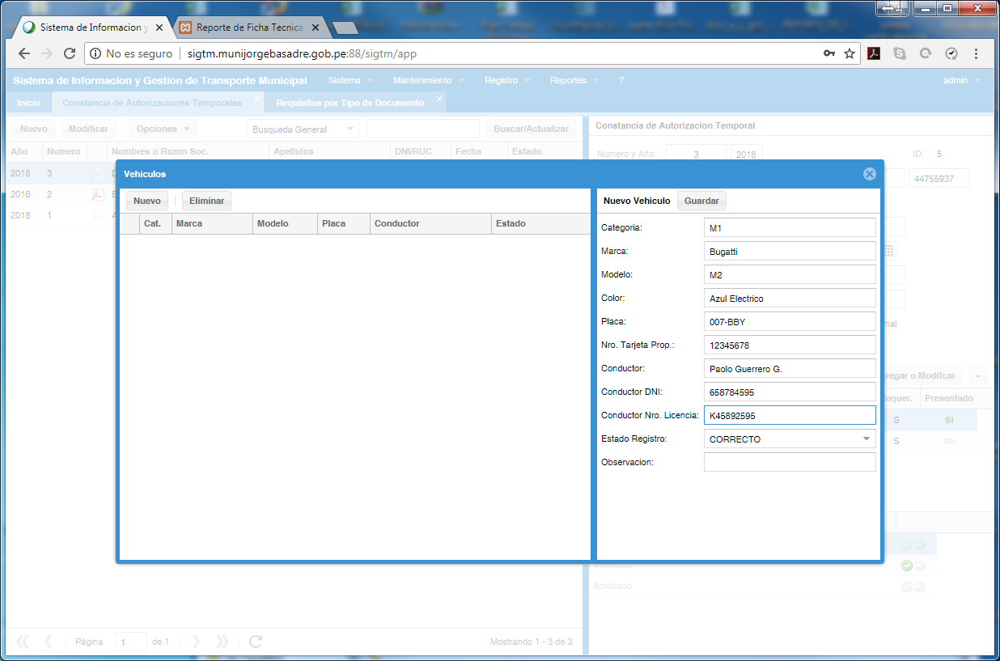 Sistema de Informacion y
Reporte de Ficha Tecnica
No es seguro
sigtm.munijorgebasadre.gob.pe:88/sigtm/app
Sistema de Informacion y Gestion de Transporte Municipal Sistema Mantenimiento Registro Reportes ? admin
Inicio Constancia de Autorizaciones Temporales Requisitos por Tipo de Documento
Nuevo Modificar Opciones Busqueda General Buscar/Actualizar Constancia de Autorizacion Temporal
Año Numero Nombres o Razon Soc. Apellidos DNI/RUC Fecha Estado
Numero y Año: 3 2018 ID: 5
2018 3
44755937
2018 2
2018 1
Vehiculos
Nuevo Eliminar
Cat. Marca Modelo Placa Conductor Estado
Nuevo Vehiculo Guardar
Categoria: M1
Marca: Bugatti
Modelo: M2
Color: Azul Electrico
Placa: 007-BBY
Nro. Tarjeta Prop.: 12345678
Conductor: Paolo Guerrero G.
Conductor DNI: 658784595
Conductor Nro. Licencia: K45892595
Estado Registro: CORRECTO
Observacion:
mal
regar o Modifcar -
equer. Presentado
S Si
S No
Aprobado
Página 1 de 1 Mostrando 1 - 3 de 3